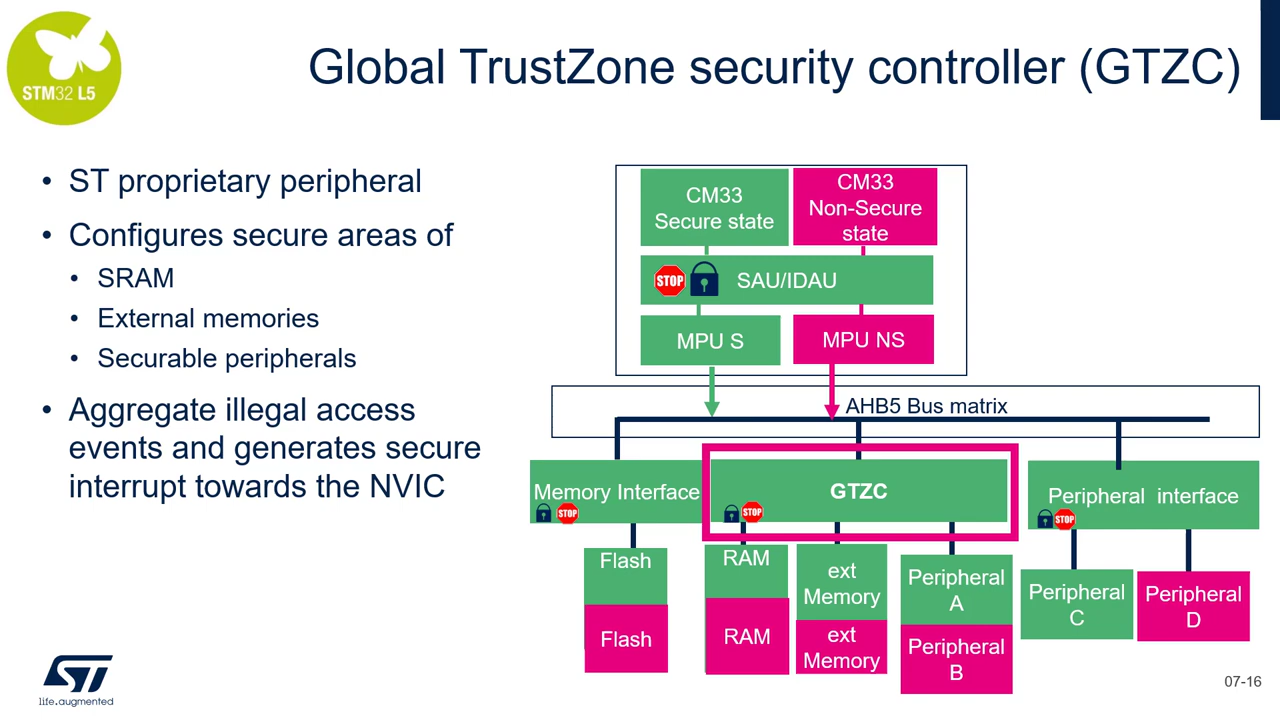 STM32 L5
Global TrustZone security controller (GTZC)
• ST proprietary peripheral
• Configures secure areas of
• SRAM
• External memories
• Securable peripherals
• Aggregate illegal access
events and generates secure
interrupt towards the NVIC
CM33
Secure state
CM33
Non-Secure
state
STOP
SAU/IDAU
MPU S
MPU NS
AHB5 Bus matrix
Memory Interface
STOP
GTZC
STOP
Peripheral interface
STOP
Flash
Flash
RAM
RAM
ext
Memory
ext
Memory
Peripheral
A
Peripheral
B
Peripheral
C
Peripheral
D
ST
life.augmented
07-16